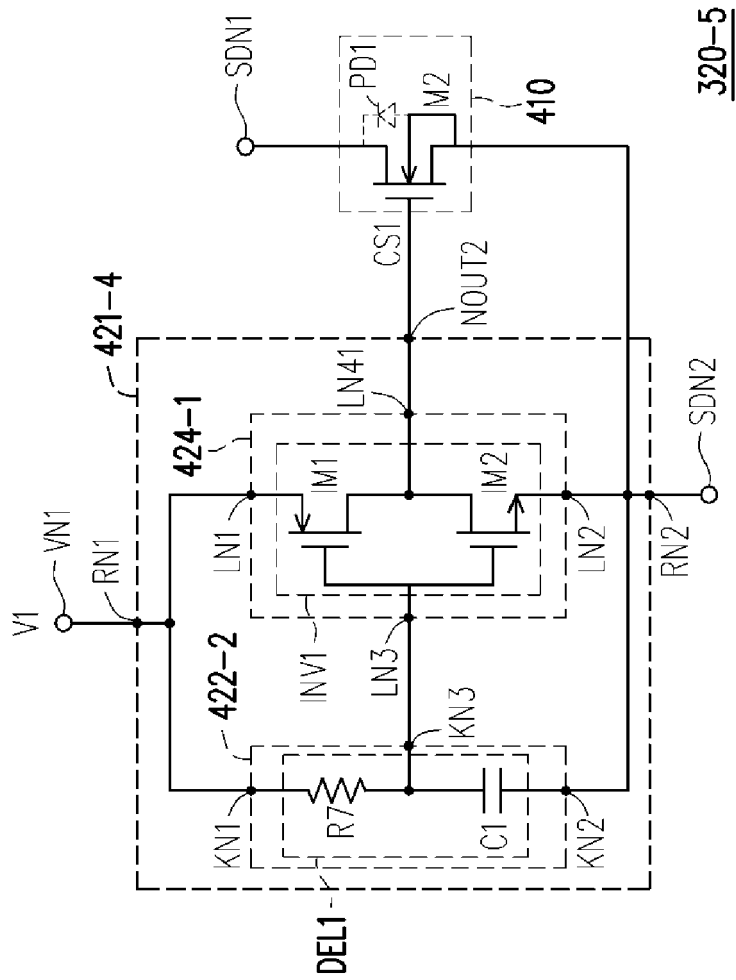 320-5
V1
VN1
SDN1
RN1
421-4
422-2
424-1
410
KN1
LN1
PD1
DEL1
R7
INV1
IM1
M2
KN3
LN3
LN41
NOUT2
CS1
C1
IM2
KN2
LN2
RN2
SDN2